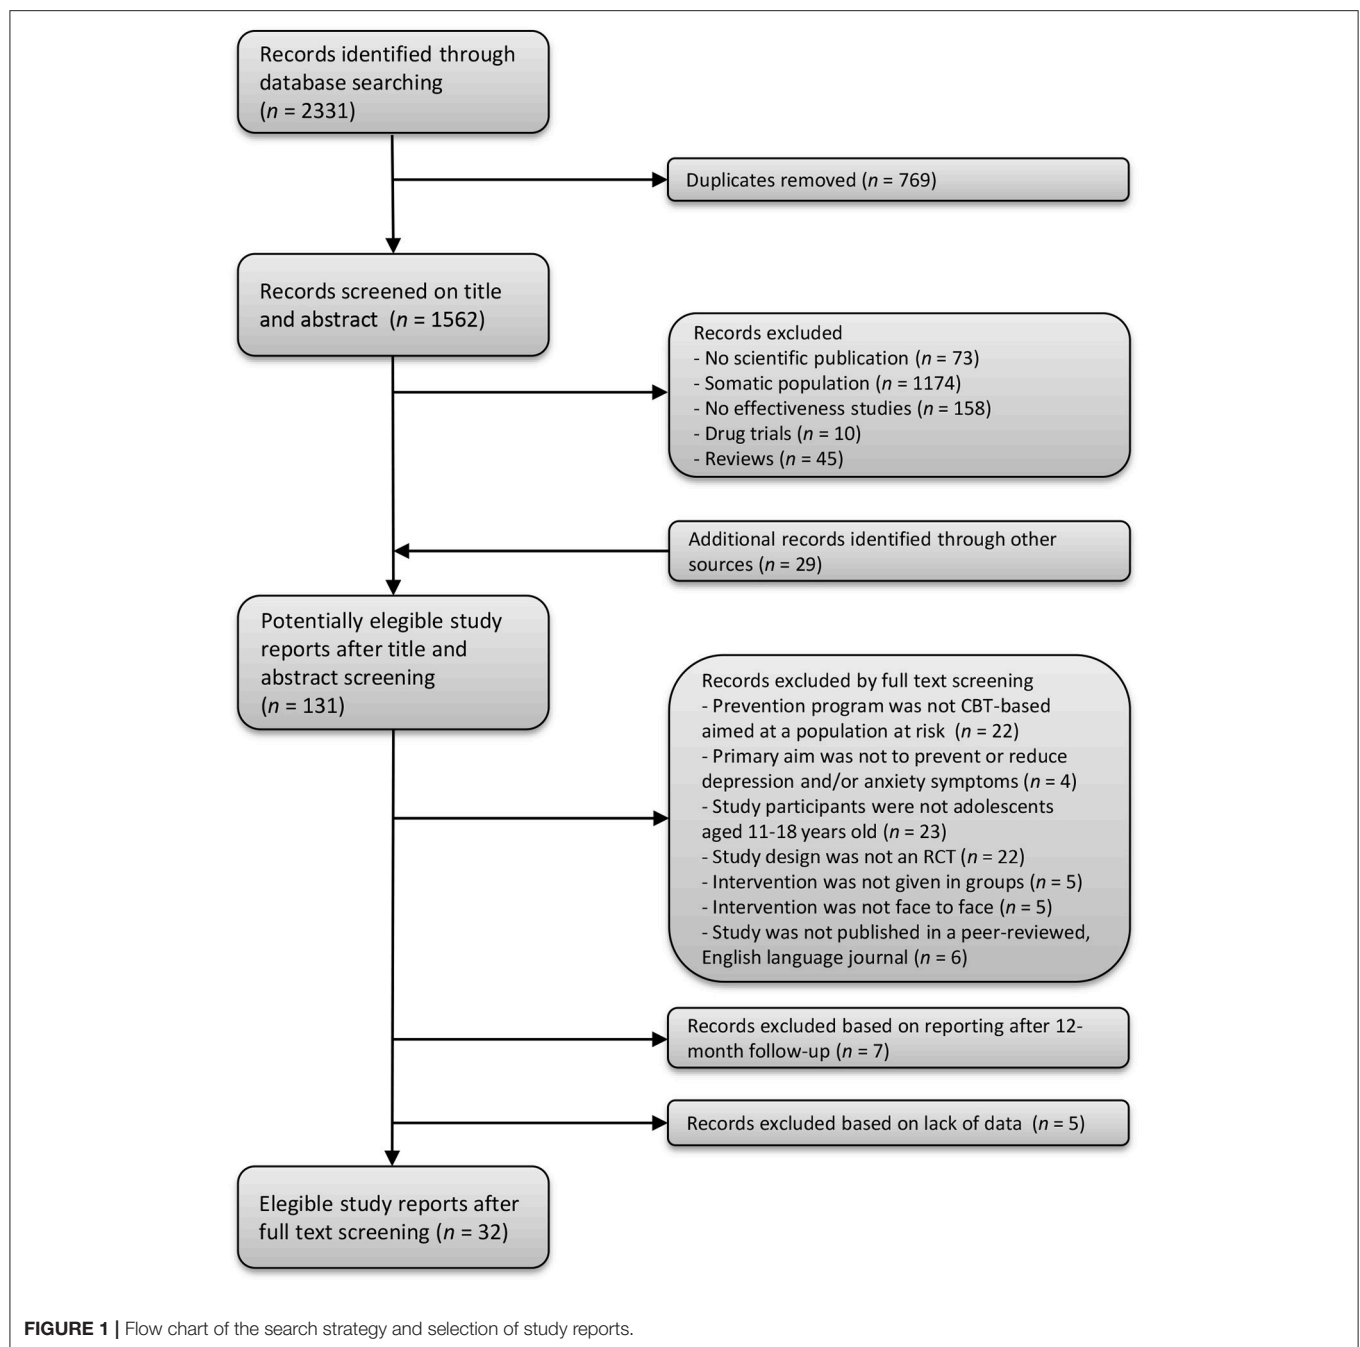 Records identified through
database searching
(n = 2331)
Duplicates removed (n = 769)
Records screened on title
and abstract (n = 1562)
Records excluded
- No scientific publication (n = 73)
- Somatic population (n = 1174)
- No effectiveness studies (n = 158)
- Drug trials (n = 10)
- Reviews (n = 45)
Additional records identified through other
sources (n = 29)
Potentially elegible study
reports after title and
abstract screening
(n = 131)
Records excluded by full text screening
- Prevention program was not CBT-based
aimed at a population at risk (n = 22)
- Primary aim was not to prevent or reduce
depression and/or anxiety symptoms (n = 4)
- Study participants were not adolescents
aged 11-18 years old (n = 23)
- Study design was not an RCT (n = 22)
- Intervention was not given in groups (n = 5)
- Intervention was not face to face (n = 5)
- Study was not published in a peer-reviewed,
English language journal (n = 6)
Records excluded based on reporting after 12-
month follow-up (n = 7)
Records excluded based on lack of data (n = 5)
Elegible study reports after
full text screening (n = 32)
FIGURE 1 | Flow chart of the search strategy and selection of study reports.